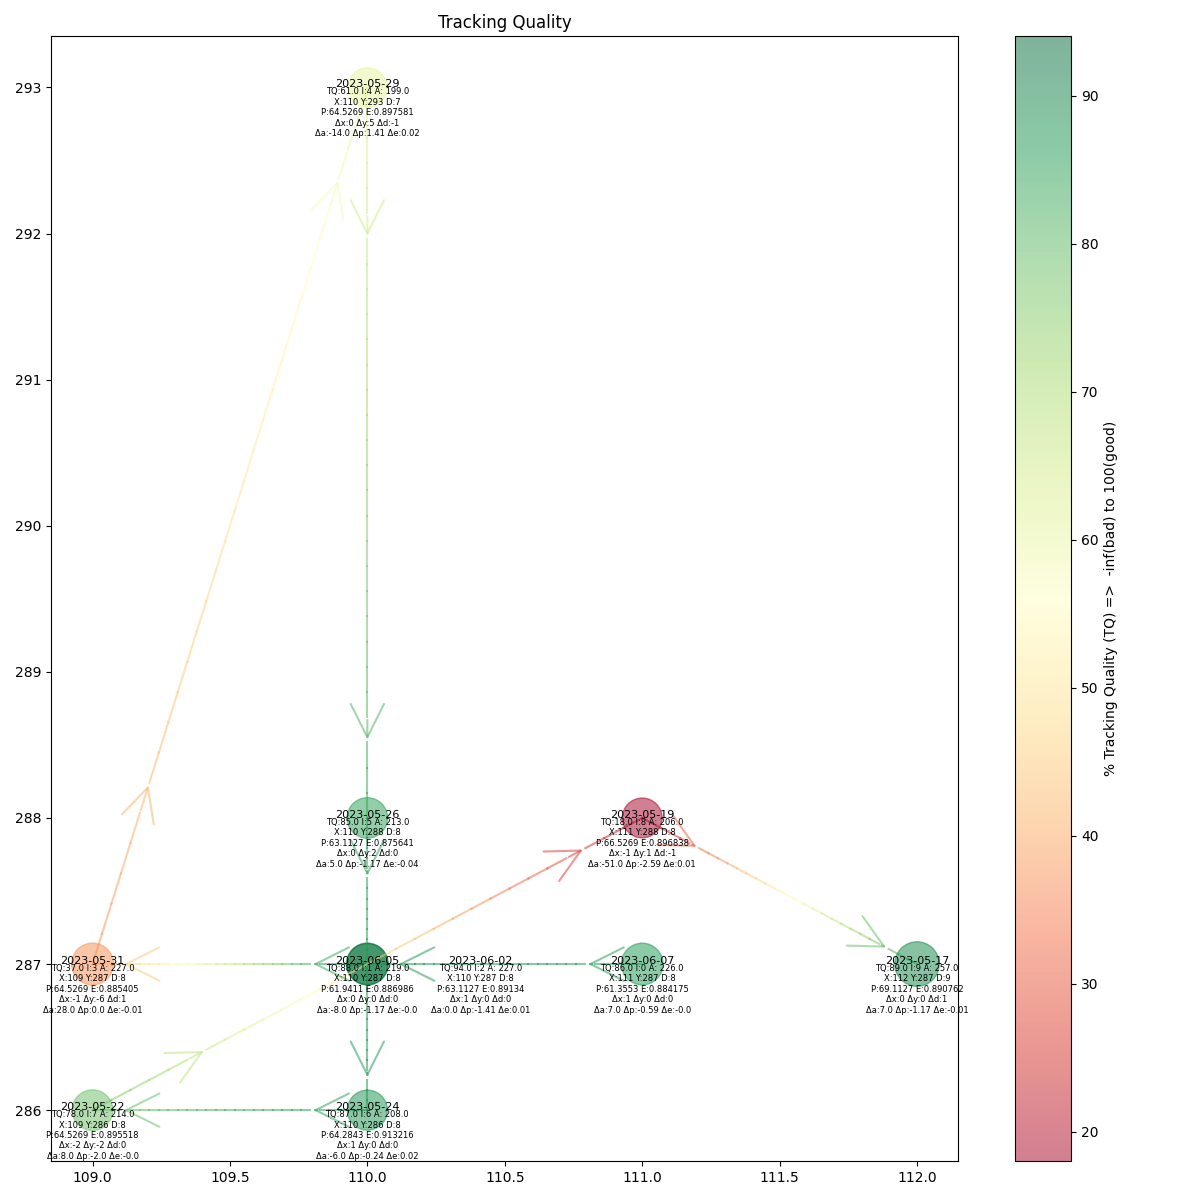 Tracking Quality
293
292
291
290
289
288
287
286
109.0
109.5
110.0
110.5
111.0
111.5
112.0
2023-05-29
TQ:61.0 I:4 A: 199.0
X:110 Y:293 D:7
P:64.5269 E:0.897581
Δx:0 Δy:5 Δd:-1
Δa:-14.0 Δp:1.41 Δe:0.02
2023-05-26
TQ:85.0 I:5 A: 213.0
X:110 Y:288 D:8
P:63.1127 E:0.875641
Δx:0 Δy:2 Δd:0
Δa:5.0 Δp:-1.17 Δe:-0.04
2023-05-19
TQ:18.0 I:8 A: 206.0
X:111 Y:288 D:8
P:66.5269 E:0.896838
Δx:-1 Δy:1 Δd:-1
Δa:-51.0 Δp:-2.59 Δe:0.01
2023-05-31
TQ:37.0 I:3 A: 227.0
X:109 Y:287 D:8
P:64.5269 E:0.885405
Δx:-1 Δy:-6 Δd:1
Δa:28.0 Δp:0.0 Δe:-0.01
2023-06-05
TQ:88.0 I:1 A: 219.0
X:110 Y:287 D:8
P:61.9411 E:0.886986
Δx:0 Δy:0 Δd:0
Δa:-8.0 Δp:-1.17 Δe:-0.0
2023-06-02
TQ:94.0 I:2 A: 227.0
X:110 Y:287 D:8
P:63.1127 E:0.89134
Δx:1 Δy:0 Δd:0
Δa:0.0 Δp:-1.41 Δe:0.01
2023-06-07
TQ:86.0 I:0 A: 226.0
X:111 Y:287 D:8
P:61.3553 E:0.884175
Δx:1 Δy:0 Δd:0
Δa:7.0 Δp:-0.59 Δe:-0.0
2023-05-17
TQ:89.0 I:9 A: 257.0
X:112 Y:287 D:9
P:69.1127 E:0.890762
Δx:0 Δy:0 Δd:1
Δa:7.0 Δp:-1.17 Δe:-0.01
2023-05-22
TQ:78.0 I:7 A: 214.0
X:109 Y:286 D:8
P:64.5269 E:0.895518
Δx:-2 Δy:-2 Δd:0
Δa:8.0 Δp:-2.0 Δe:-0.0
2023-05-24
TQ:87.0 I:6 A: 208.0
X:110 Y:286 D:8
P:64.2843 E:0.913216
Δx:1 Δy:0 Δd:0
Δa:-6.0 Δp:-0.24 Δe:0.02
90
80
70
60
50
40
30
20
% Tracking Quality (TQ) => -inf(bad) to 100(good)